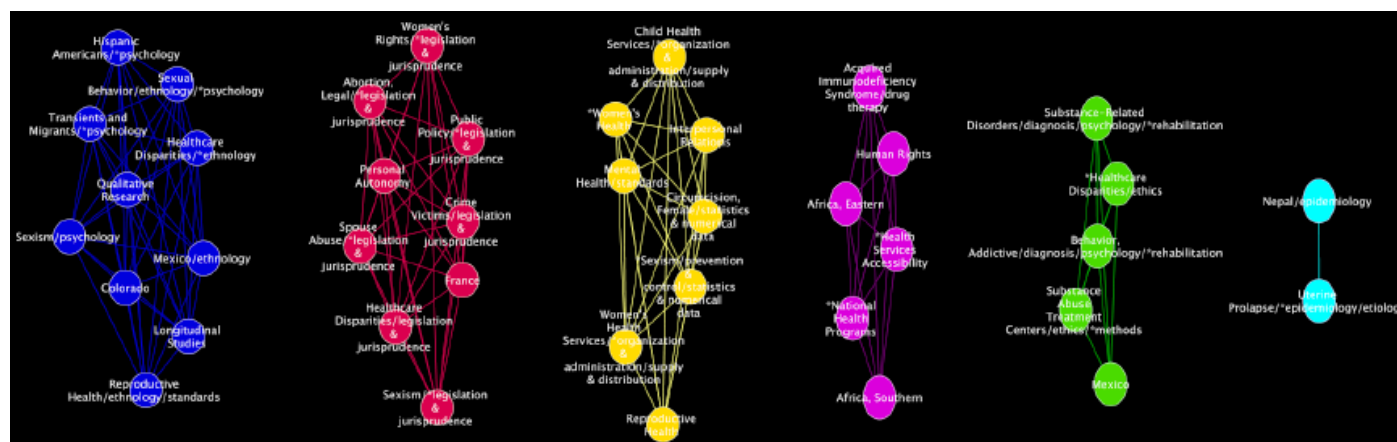 Hispanic
Americans/*psychology
Sexual
Behavior/ethnology/*psychology
Transients and
Migrants/*psychology
Healthcare
Disparities/*ethnology
Qualitative
Research
Sexism/psychology
Mexico/ethnology
Colorado
Longitudinal
Studies
Reproductive
Health/ethnology/standards
Women's
Rights/*legislation
&
jurisprudence
Abortion,
Legal/*legislation
&
jurisprudence
Public
Policy/*legislation
&
jurisprudence
Personal
Autonomy
Crime
Victims/legislation
&
jurisprudence
Spouse
Abuse/*legislation
&
jurisprudence
France
Healthcare
Disparities/legislation
&
jurisprudence
Sexism/*legislation
&
jurisprudence
Child Health
Services/*organization
&
administration/supply
& distribution
*Women's
Health
Interpersonal
Relations
Mental
Health/standards
Circumcision,
Female/statistics
& numerical
data
*Sexism/prevention
&
control/statistics
& numerical
data
Women's
Health
Services/*organization
&
administration/supply
& distribution
Reproductive
Health
Acquired
Immunodeficiency
Syndrome/drug
therapy
Human Rights
Africa, Eastern
*Health
Services
Accessibility
*National
Health
Programs
Africa, Southern
Substance-Related
Disorders/diagnosis/psychology/*rehabilitation
*Healthcare
Disparities/ethics
Behavior,
Addictive/diagnosis/psychology/*rehabilitation
Substance
Abuse
Treatment
Centers/ethics/*methods
Mexico
Nepal/epidemiology
Uterine
Prolapse/*epidemiology/etiolog